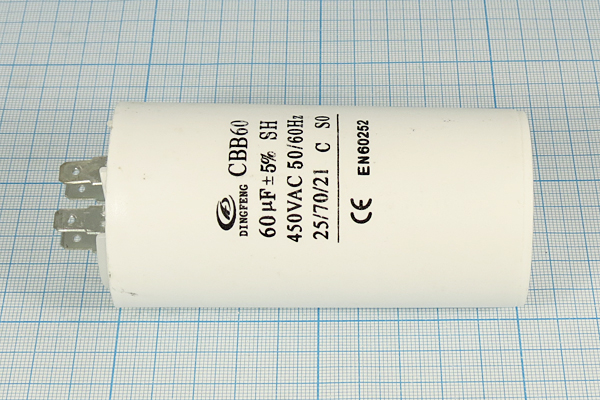 DINGFENG CBB60
60μF±5% SH
450VAC 50/60Hz
25/70/21 C S0
CE EN60252